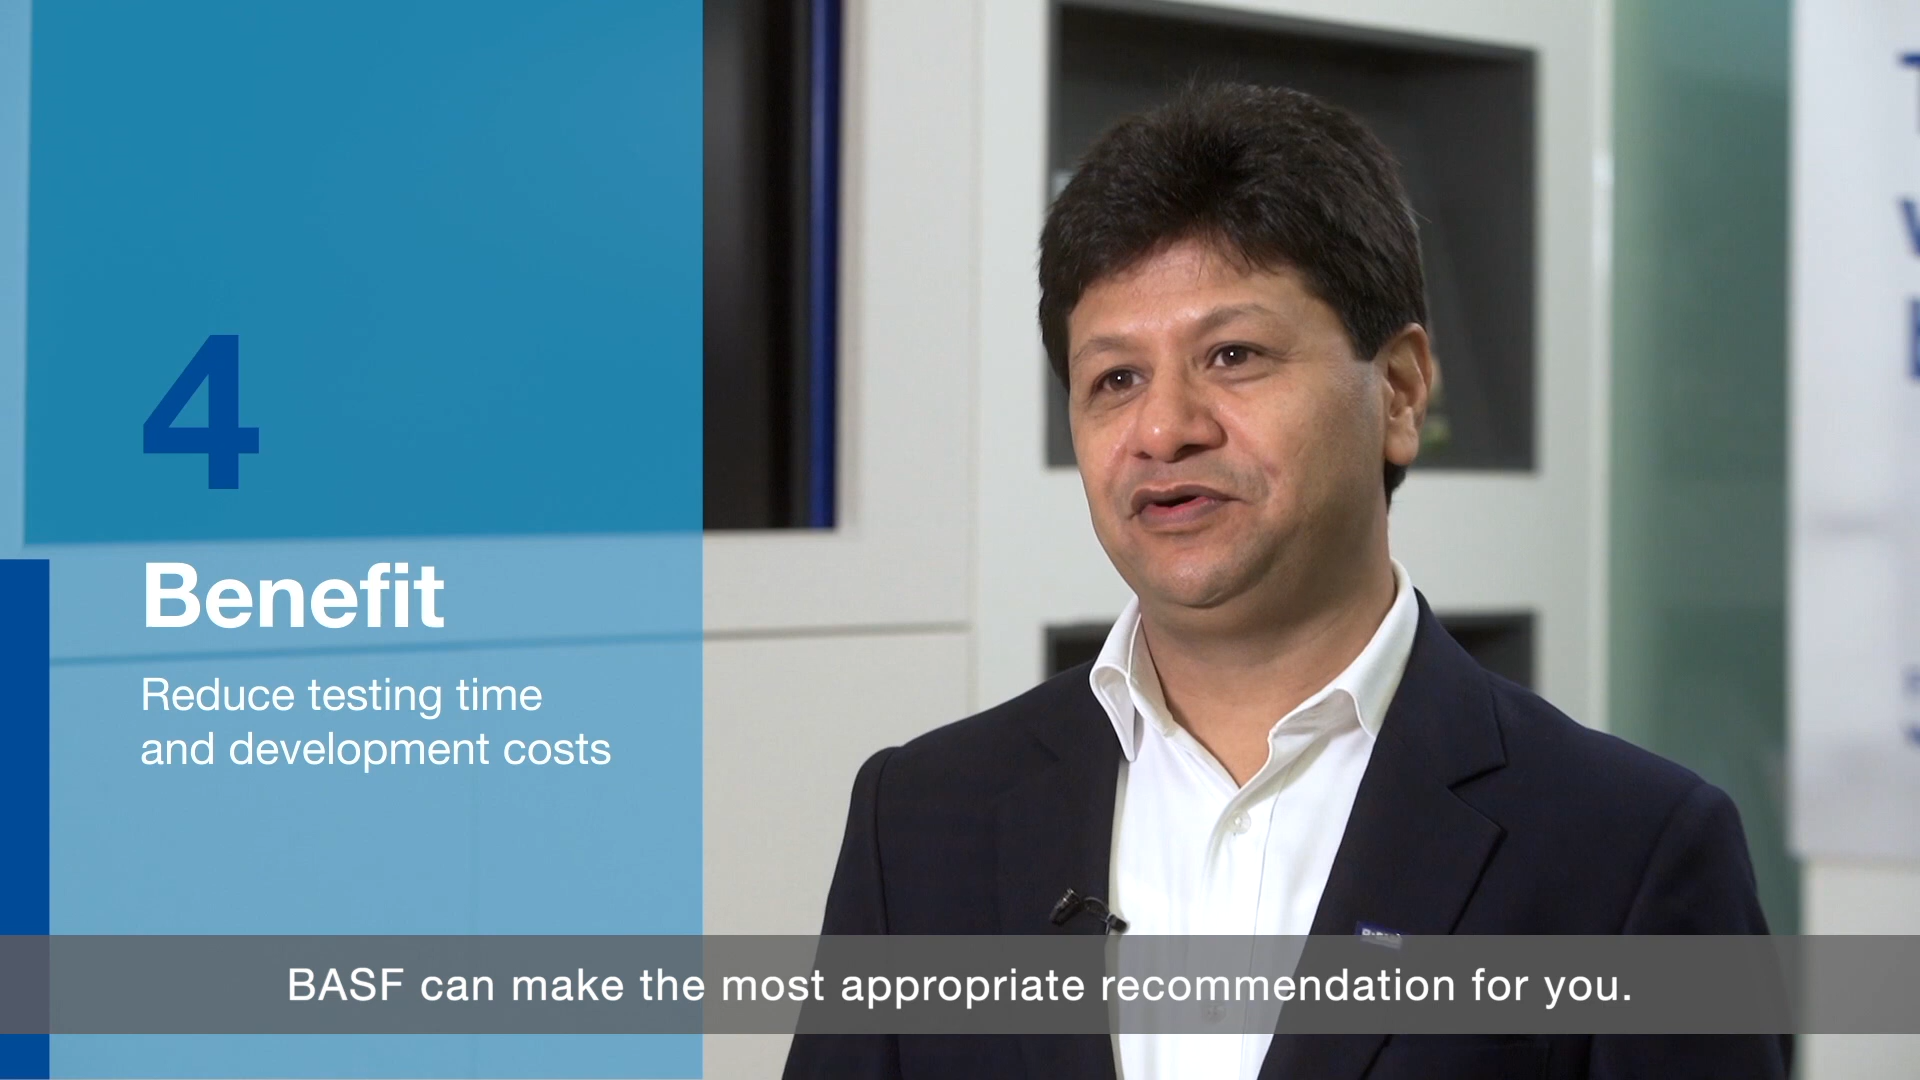 4
Benefit
Reduce testing time
and development costs
BASF can make the most appropriate recommendation for you.